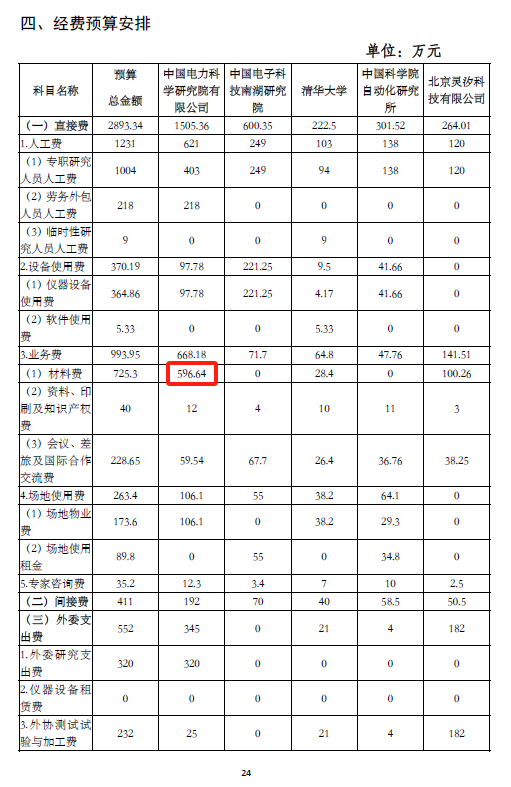 四、经费预算安排
单位：万元
科目名称 预算总金额 中国电力科学研究院有限公司 中国电子科技南湖研究院 清华大学 中国科学院自动化研究所 北京灵汐科技有限公司
（一）直接费 2893.34 1505.36 600.35 222.5 301.52 264.01
1.人工费 1231 621 249 103 138 120
（1）专职研究人员人工费 1004 403 249 94 138 120
（2）劳务外包人员人工费 218 218 0 0 0 0
（3）临时性研究人员人工费 9 0 0 9 0 0
2.设备使用费 370.19 97.78 221.25 9.5 41.66 0
（1）仪器设备使用费 364.86 97.78 221.25 4.17 41.66 0
（2）软件使用费 5.33 0 0 5.33 0 0
3.业务费 993.95 668.18 71.7 64.8 47.76 141.51
（1）材料费 725.3 596.64 0 28.4 0 100.26
（2）资料、印刷及知识产权费 40 12 4 10 11 3
（3）会议、差旅及国际合作交流费 228.65 59.54 67.7 26.4 36.76 38.25
4.场地使用费 263.4 106.1 55 38.2 64.1 0
（1）场地物业费 173.6 106.1 0 38.2 29.3 0
（2）场地使用租金 89.8 0 55 0 34.8 0
5.专家咨询费 35.2 12.3 3.4 7 10 2.5
（二）间接费 411 192 70 40 58.5 50.5
（三）外委支出费 552 345 0 21 4 182
1.外委研究支出费 320 320 0 0 0 0
2.仪器设备租赁费 0 0 0 0 0 0
3.外协测试试验与加工费 232 25 0 21 4 182
24